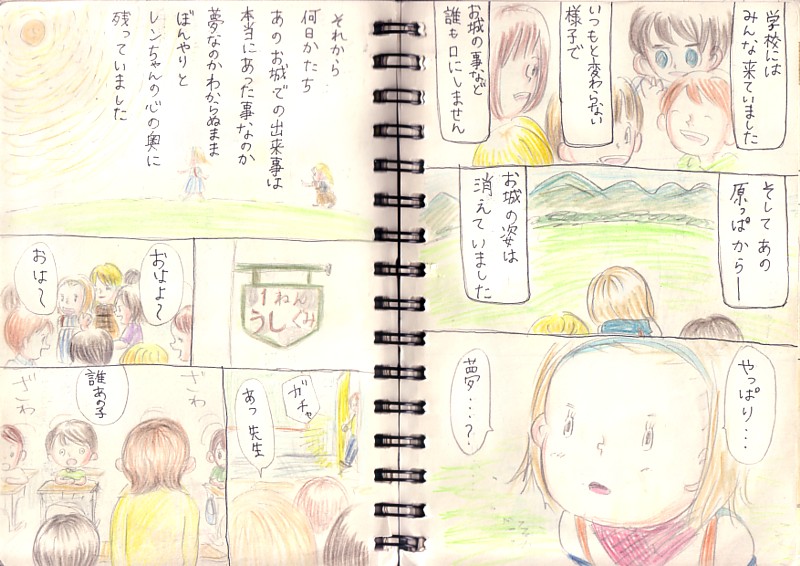 学校には
みんな来ていました
いつもと変わらない
様子で
お城の事など
誰も口にしません
そしてあの
原っぱから―
お城の姿は
消えていました
やっぱり・・・
夢・・・？
それから
何日かたち
あのお城での出来事は
本当にあった事なのか
夢なのかわからぬまま
ぼんやりと
レンちゃんの心の奥に
残っていました
1ねん
うしぐみ
おはよ〜
おは〜
ガチャ
あっ先生
ざわ
ざわ
誰あの子